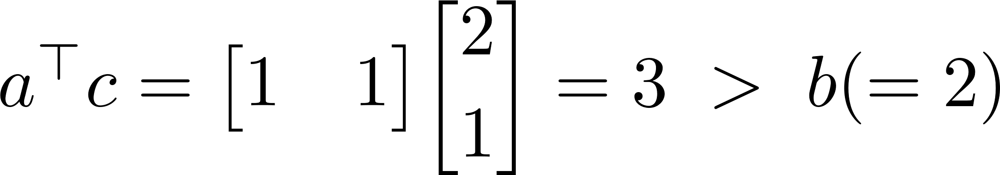 a^⊤ c = [1 1] [2; 1] = 3 > b(= 2)